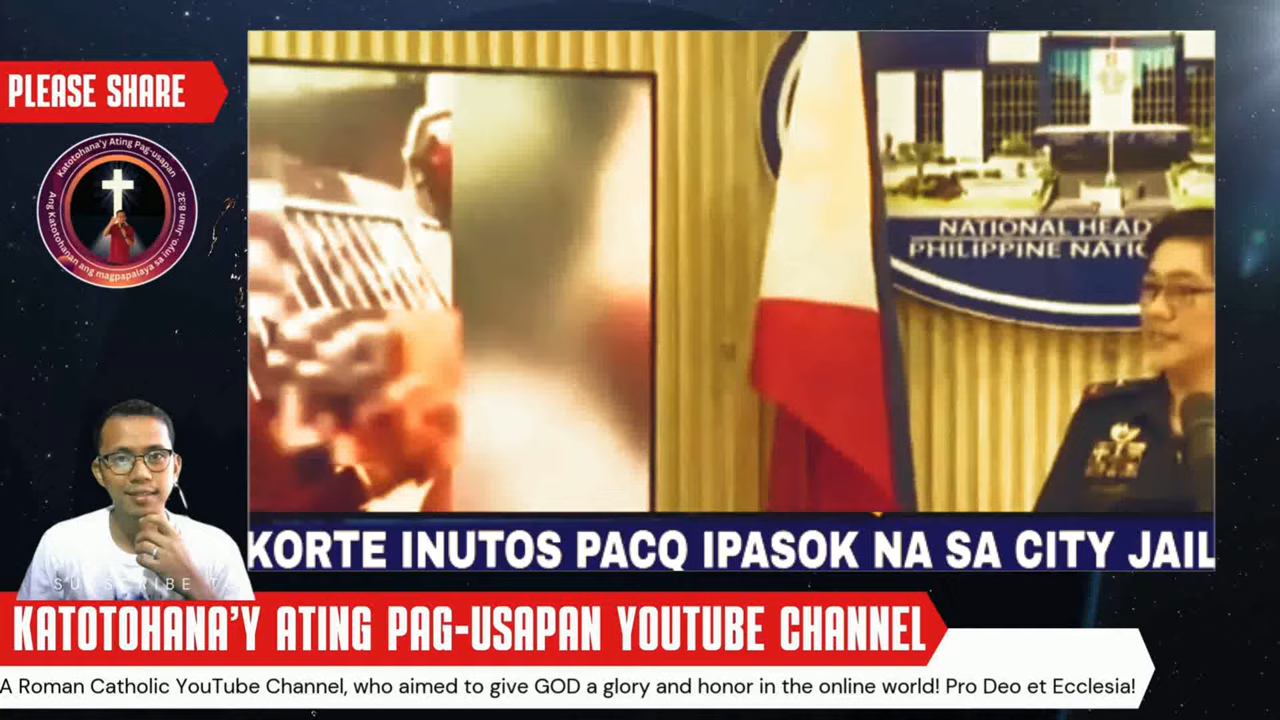 PLEASE SHARE
Katotohana'y Ating Pag-usapan
Ang Katotohanan ang magpapalaya sa inyo. Juan 8:32
NATIONAL HEAD
PHILIPPINE NATIO
KORTE INUTOS PACQ IPASOK NA SA CITY JAIL
SUBSCRIBE T
KATOTOHANA'Y ATING PAG-USAPAN YOUTUBE CHANNEL
A Roman Catholic YouTube Channel, who aimed to give GOD a glory and honor in the online world! Pro Deo et Ecclesia!